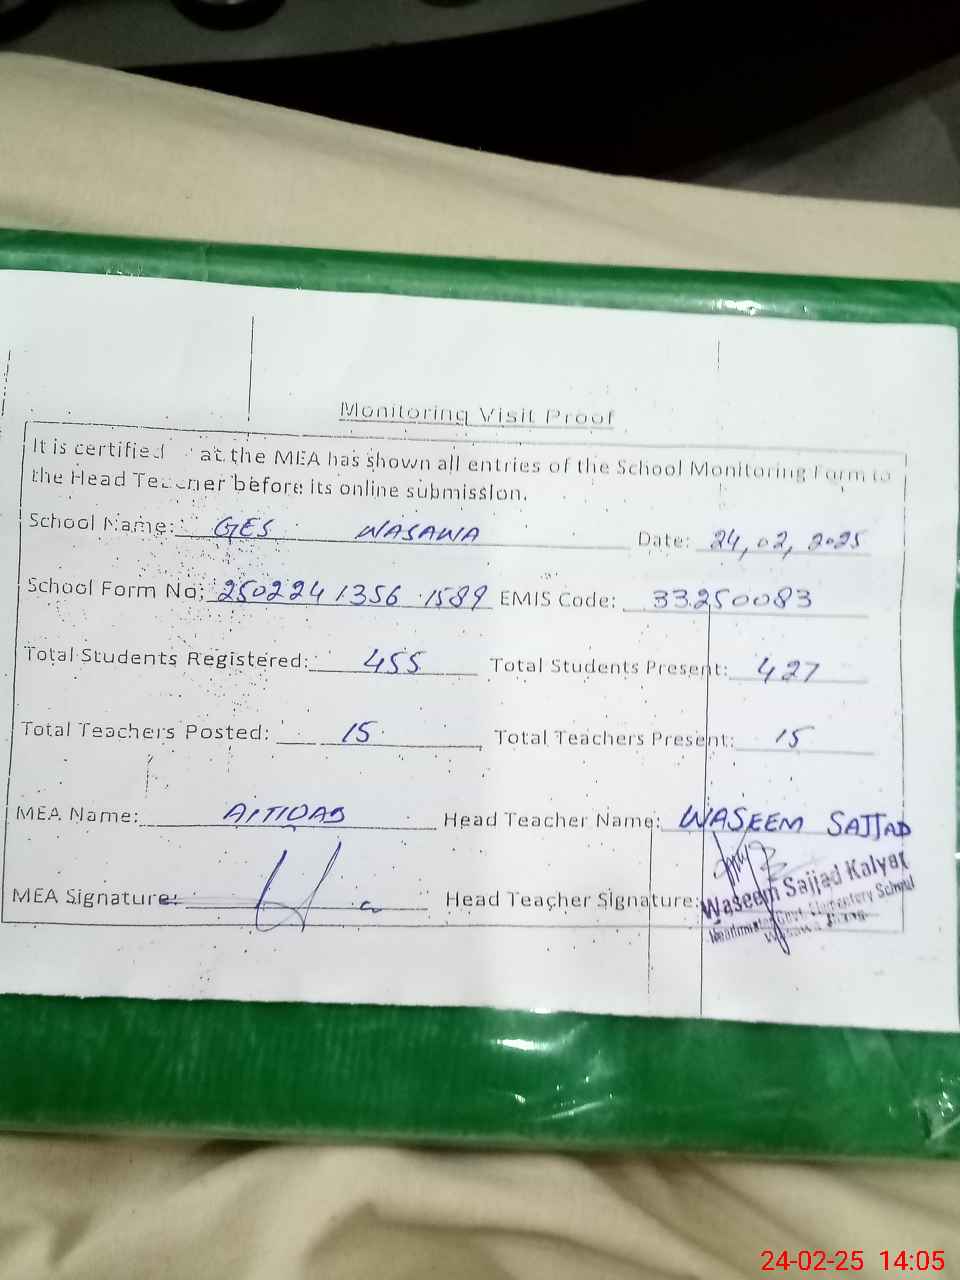 Monitoring Visit Proof
It is certified at the MEA has shown all entries of the School Monitoring Form to
the Head Teacher before its online submission.
School Name: GES WASAWA Date: 24,02,2025
School Form No: 250224 1356 1589 EMIS Code: 33250083
Total Students Registered: 455 Total Students Present: 427
Total Teachers Posted: 15 Total Teachers Present: 15
MEA Name: Head Teacher Name: WASEEM SAJJAD
MEA Signature: Head Teacher Signature:
Waseem Sajjad Kalyar
Govt. Elementary School
24-02-25 14:05